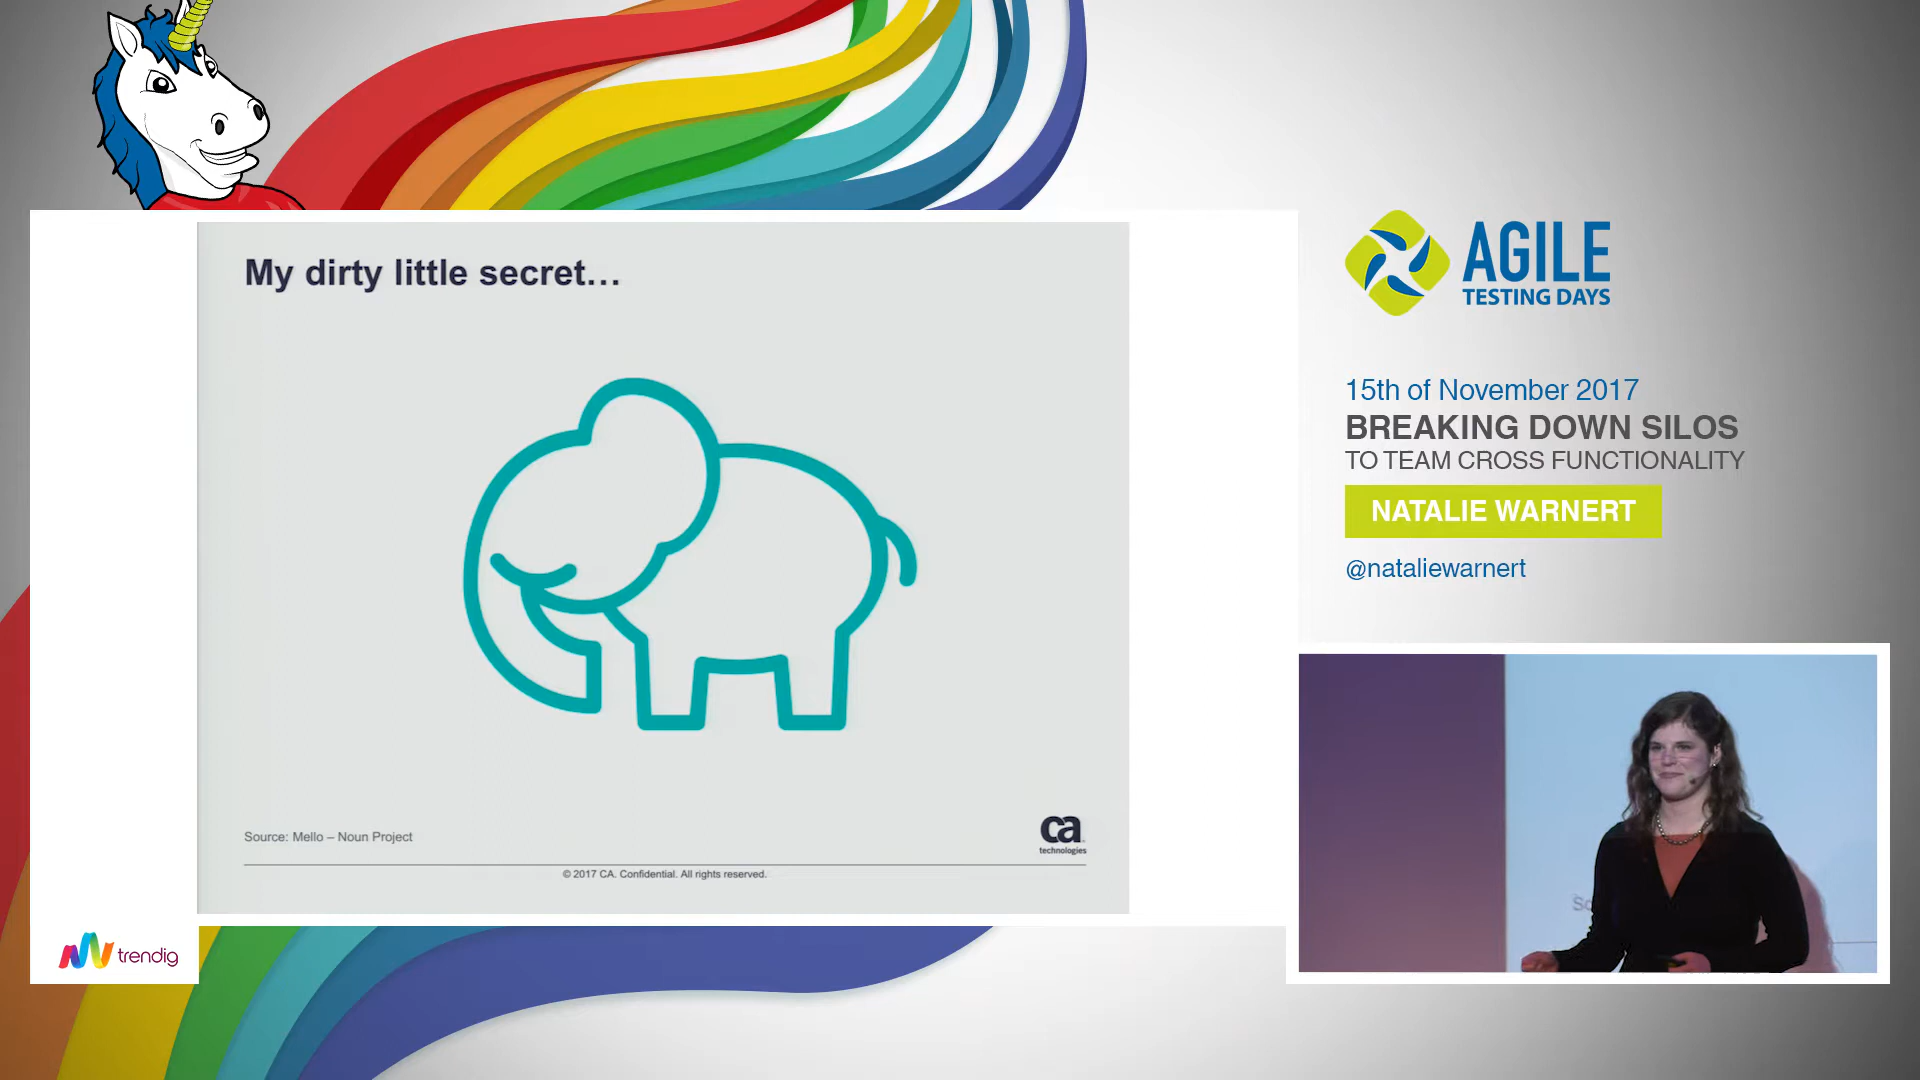 My dirty little secret…
Source: Mello – Noun Project
ca
technologies
© 2017 CA. Confidential. All rights reserved.
trendig
AGILE
TESTING DAYS
15th of November 2017
BREAKING DOWN SILOS
TO TEAM CROSS FUNCTIONALITY
NATALIE WARNERT
@nataliewarnert
So